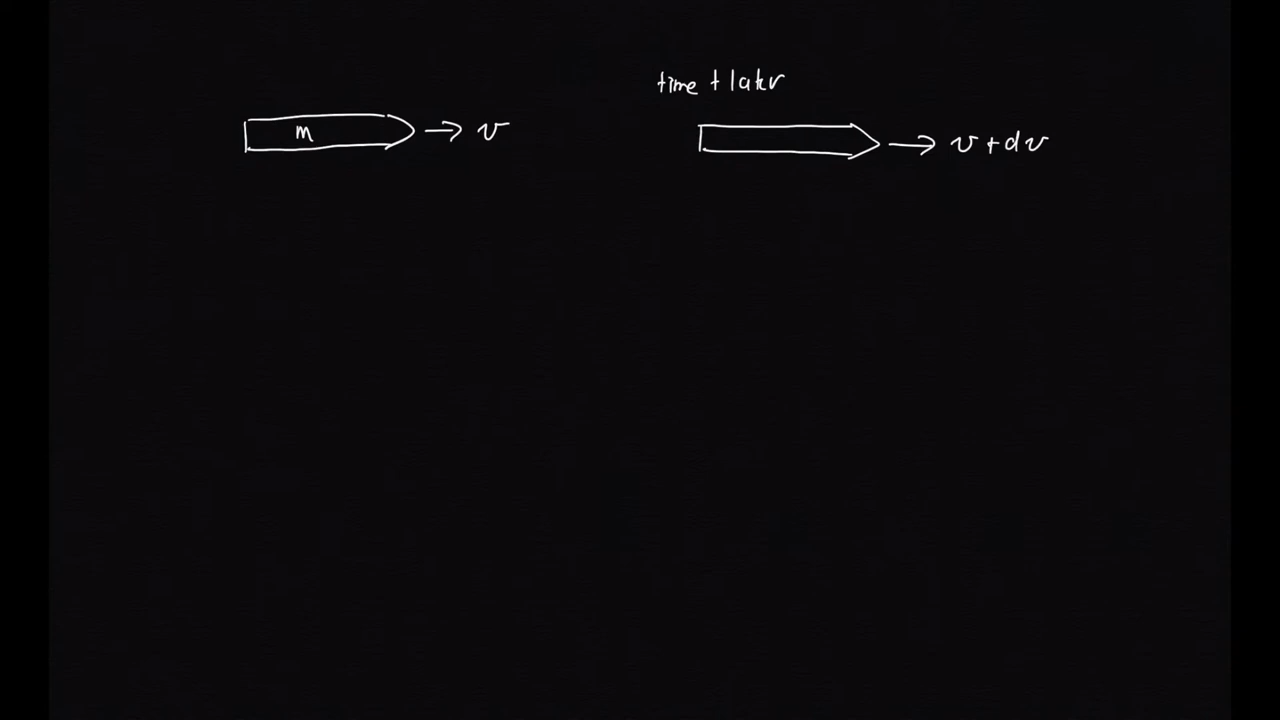 time t later
m → v
→ v + dv